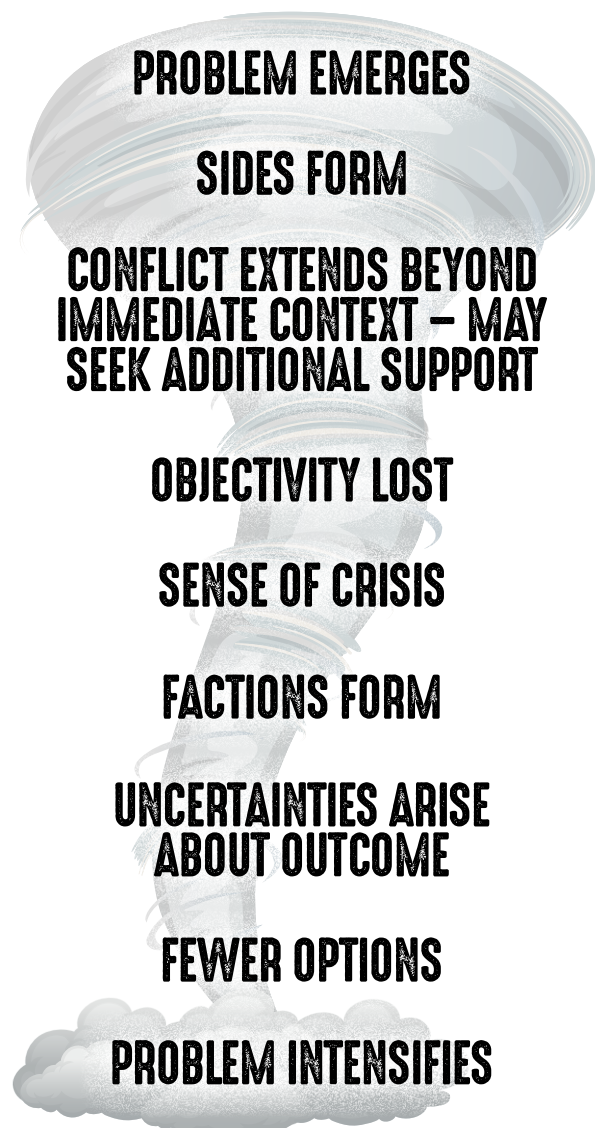 PROBLEM EMERGES
SIDES FORM
CONFLICT EXTENDS BEYOND
IMMEDIATE CONTEXT – MAY
SEEK ADDITIONAL SUPPORT
OBJECTIVITY LOST
SENSE OF CRISIS
FACTIONS FORM
UNCERTAINTIES ARISE
ABOUT OUTCOME
FEWER OPTIONS
PROBLEM INTENSIFIES